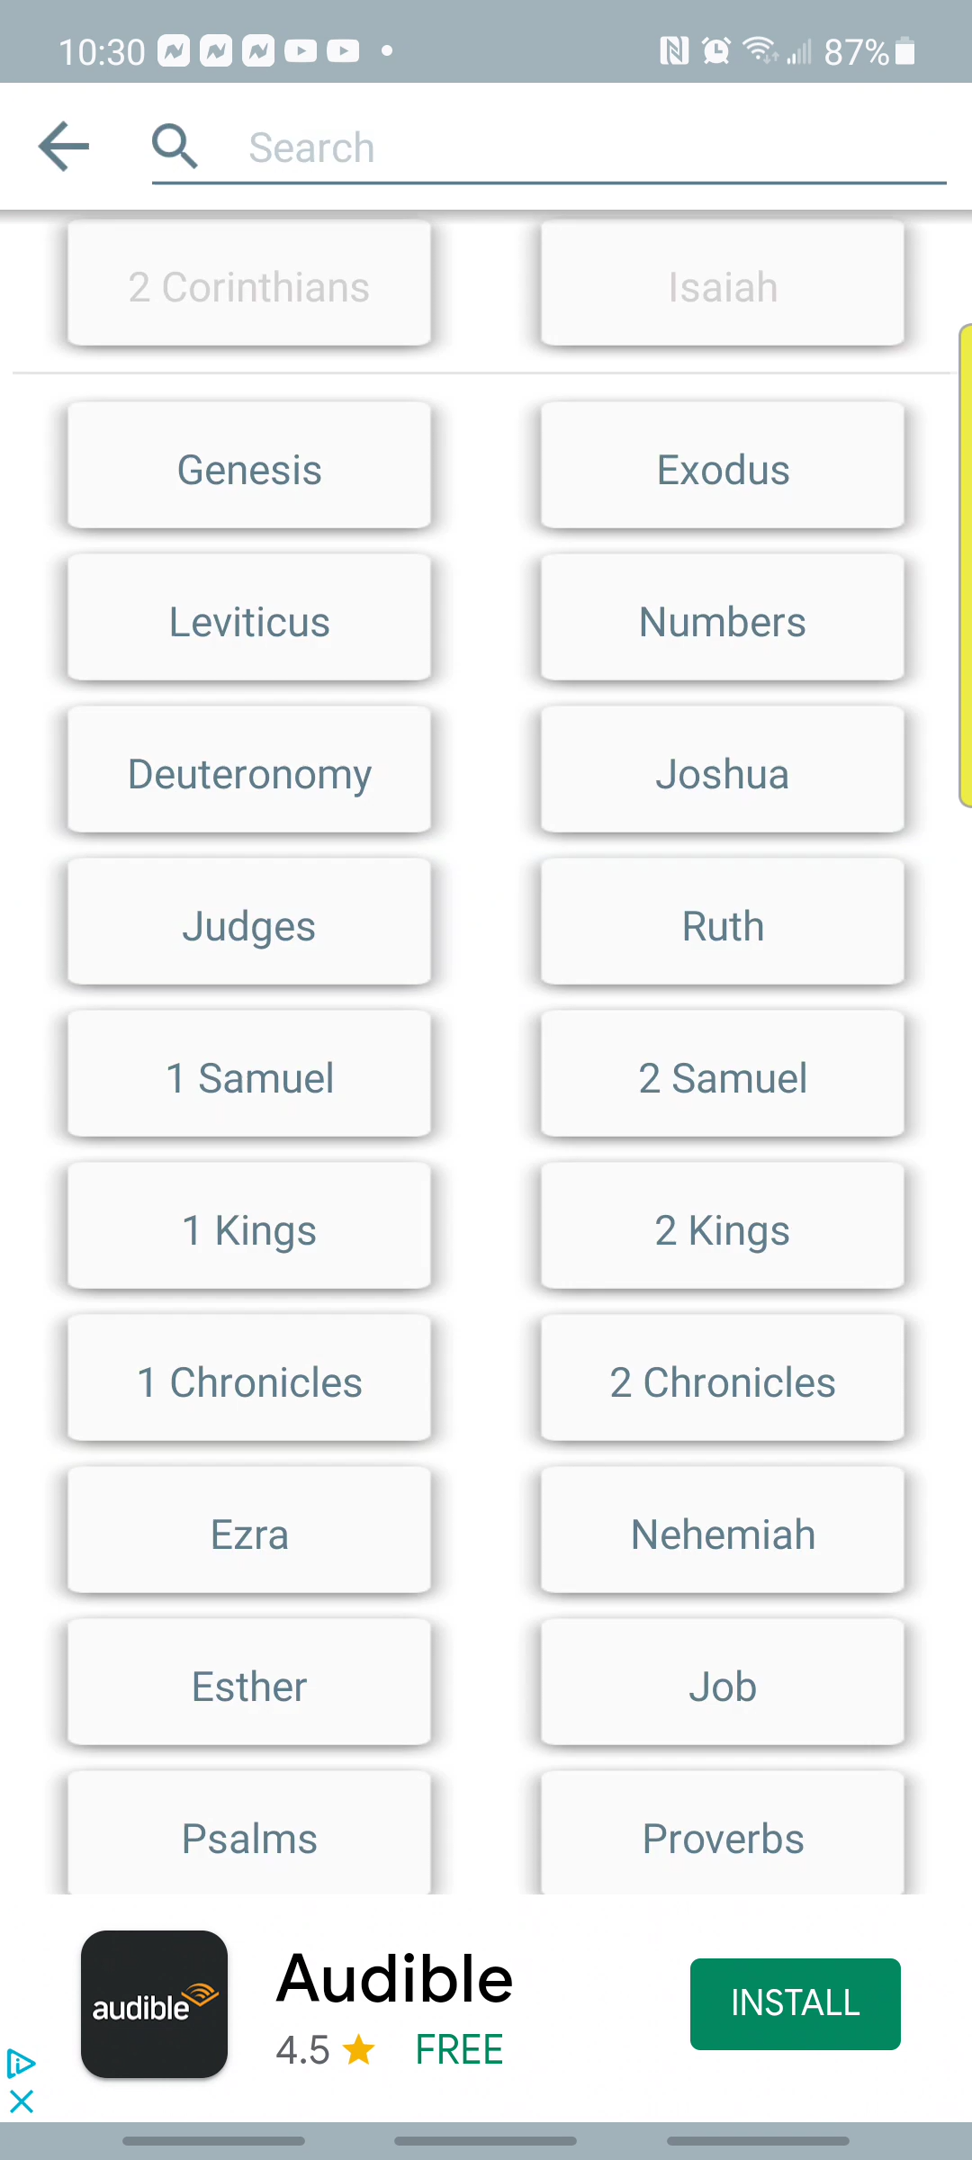 10:30 87%
Search
2 Corinthians Isaiah
Genesis Exodus
Leviticus Numbers
Deuteronomy Joshua
Judges Ruth
1 Samuel 2 Samuel
1 Kings 2 Kings
1 Chronicles 2 Chronicles
Ezra Nehemiah
Esther Job
Psalms Proverbs
audible Audible INSTALL
4.5 FREE